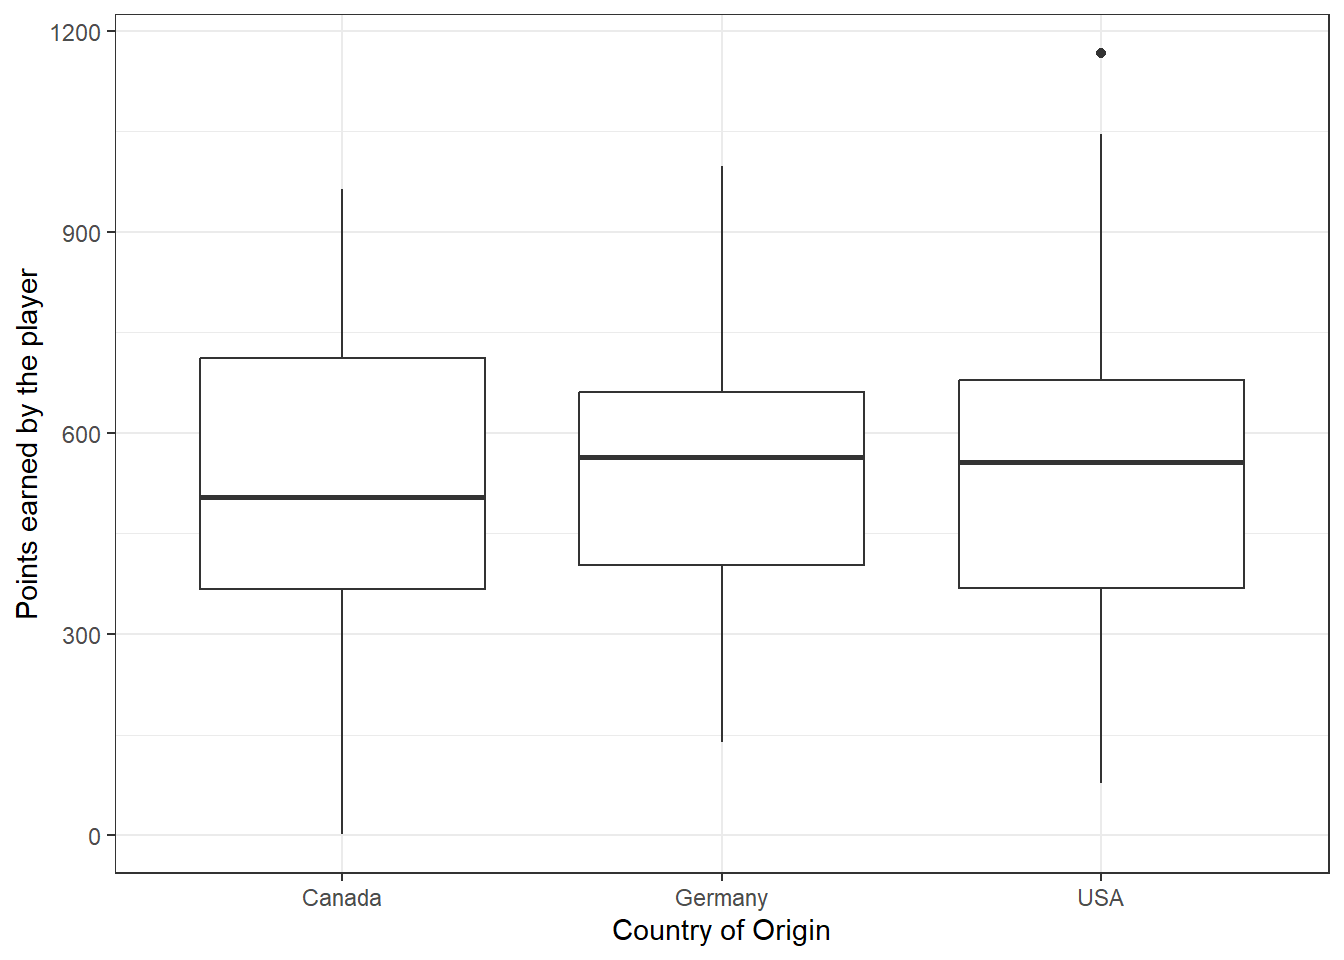 1200
900
600
300
0
Points earned by the player
Canada Germany USA
Country of Origin